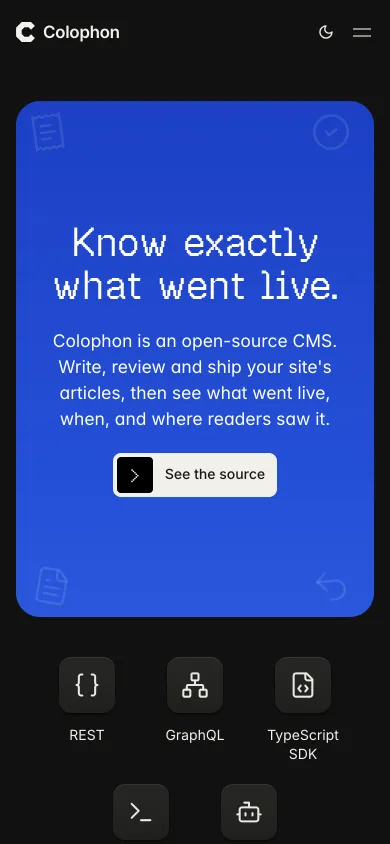 Colophon
Know exactly
what went live.
Colophon is an open-source CMS.
Write, review and ship your site's
articles, then see what went live,
when, and where readers saw it.
See the source
REST
GraphQL
TypeScript
SDK